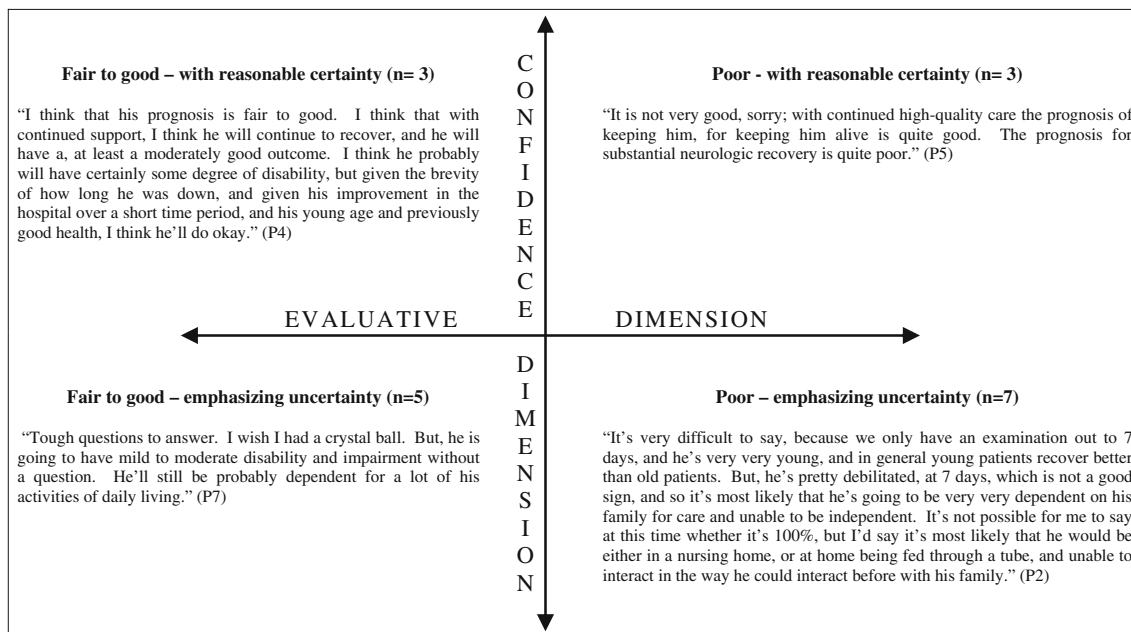 Fair to good – with reasonable certainty (n= 3)
“I think that his prognosis is fair to good. I think that with
continued support, I think he will continue to recover, and he will
have a, at least a moderately good outcome. I think he probably
will have certainly some degree of disability, but given the brevity
of how long he was down, and given his improvement in the
hospital over a short time period, and his young age and previously
good health, I think he’ll do okay.” (P4)
Poor - with reasonable certainty (n= 3)
“It is not very good, sorry; with continued high-quality care the prognosis of
keeping him, for keeping him alive is quite good. The prognosis for
substantial neurologic recovery is quite poor.” (P5)
C
O
N
F
I
D
E
N
C
E
EVALUATIVE DIMENSION
D
I
M
E
N
S
I
O
N
Fair to good – emphasizing uncertainty (n=5)
“Tough questions to answer. I wish I had a crystal ball. But, he is
going to have mild to moderate disability and impairment without
a question. He’ll still be probably dependent for a lot of his
activities of daily living.” (P7)
Poor – emphasizing uncertainty (n=7)
“It’s very difficult to say, because we only have an examination out to 7
days, and he’s very very young, and in general young patients recover better
than old patients. But, he’s pretty debilitated, at 7 days, which is not a good
sign, and so it’s most likely that he’s going to be very very dependent on his
family for care and unable to be independent. It’s not possible for me to say
at this time whether it’s 100%, but I’d say it’s most likely that he would be
either in a nursing home, or at home being fed through a tube, and unable to
interact in the way he could interact before with his family.” (P2)